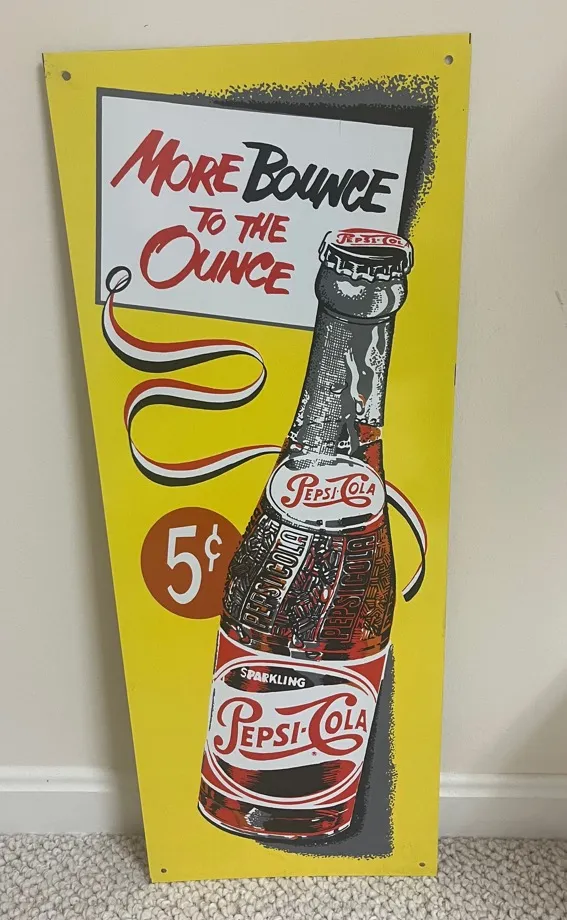 MORE BOUNCE
TO THE
OUNCE
PEPSI-COLA
PEPSI-COLA
5¢
PEPSI COLA
PEPSI COLA
SPARKLING
PEPSI-COLA
®